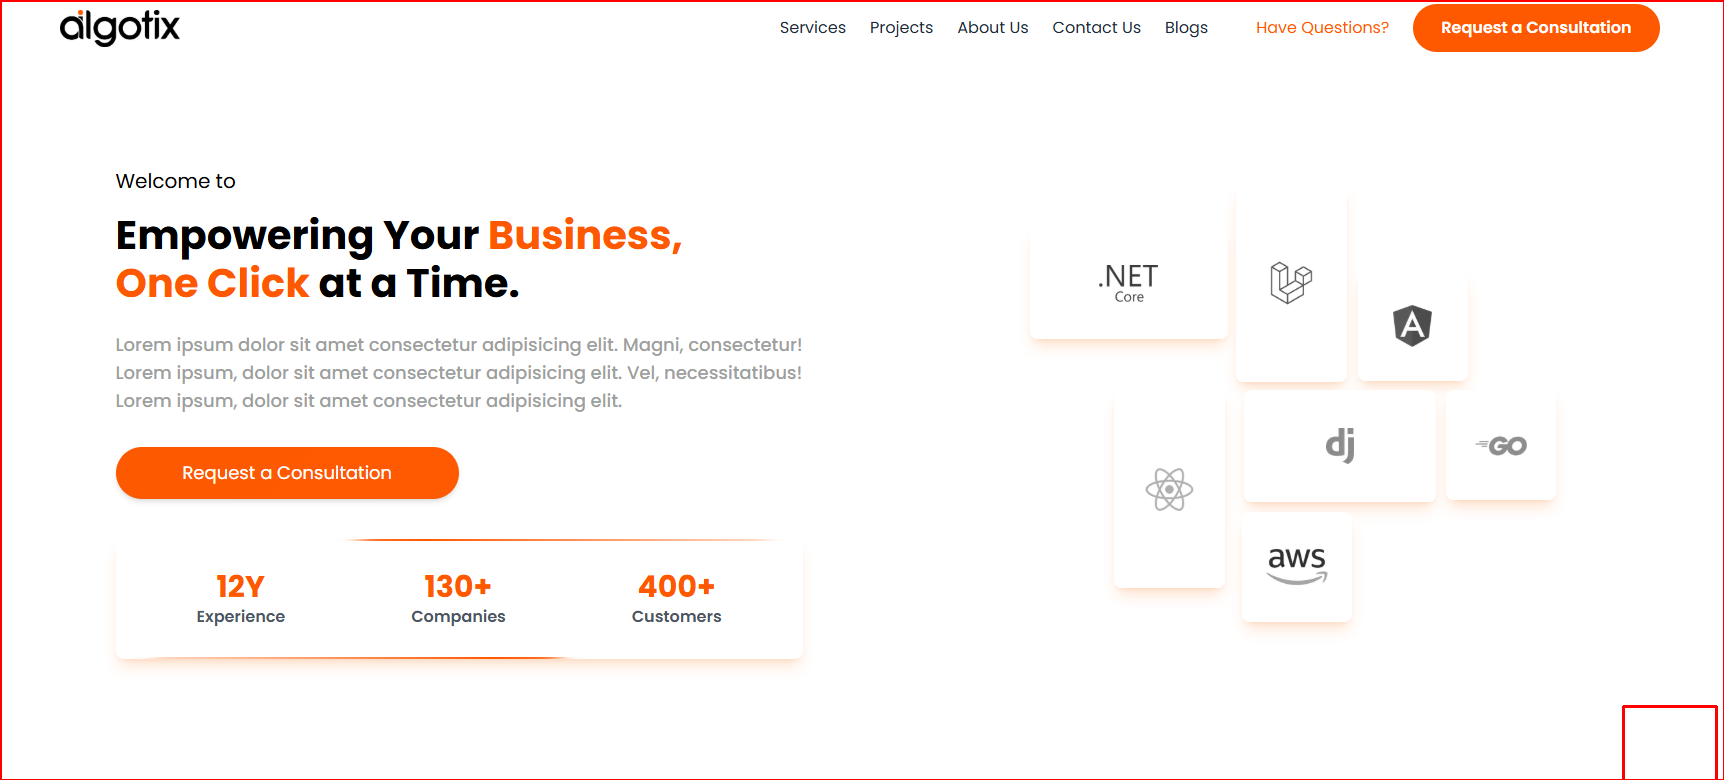 algofix
Services Projects About Us Contact Us Blogs Have Questions? Request a Consultation
Welcome to
Empowering Your Business,
One Click at a Time.
Lorem ipsum dolor sit amet consectetur adipisicing elit. Magni, consectetur!
Lorem ipsum, dolor sit amet consectetur adipisicing elit. Vel, necessitatibus!
Lorem ipsum, dolor sit amet consectetur adipisicing elit.
Request a Consultation
12Y 130+ 400+
Experience Companies Customers
.NET
Core
A
dj
GO
aws